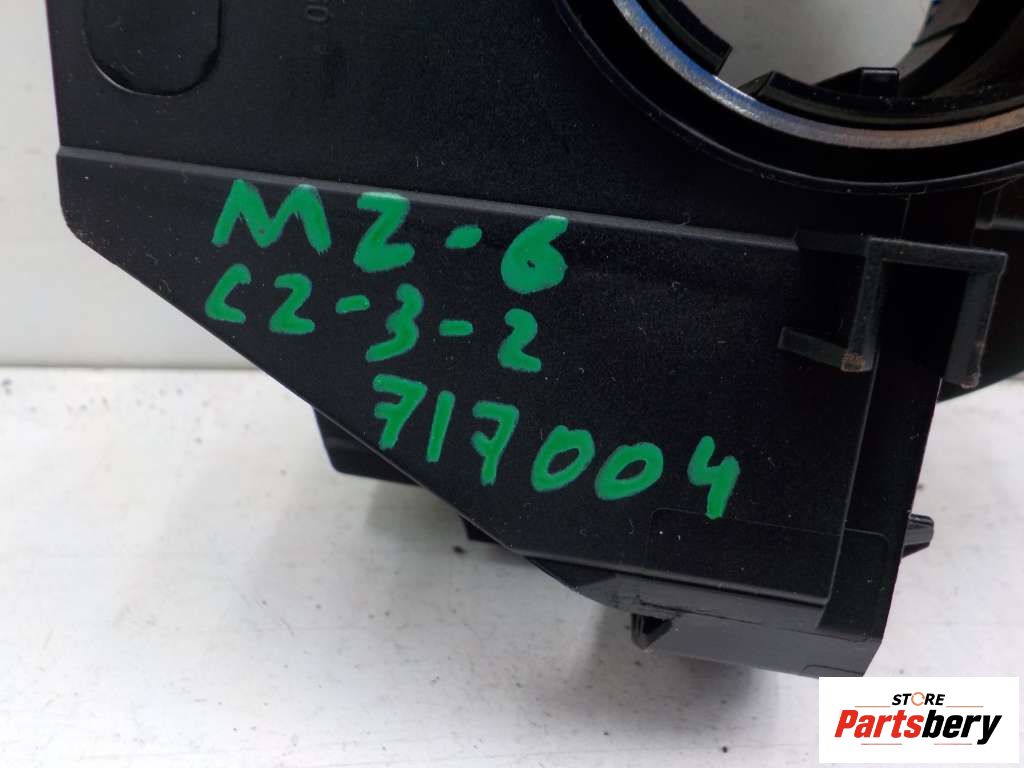 MZ-6
C2-3-2
717004
STORE
Partsbery